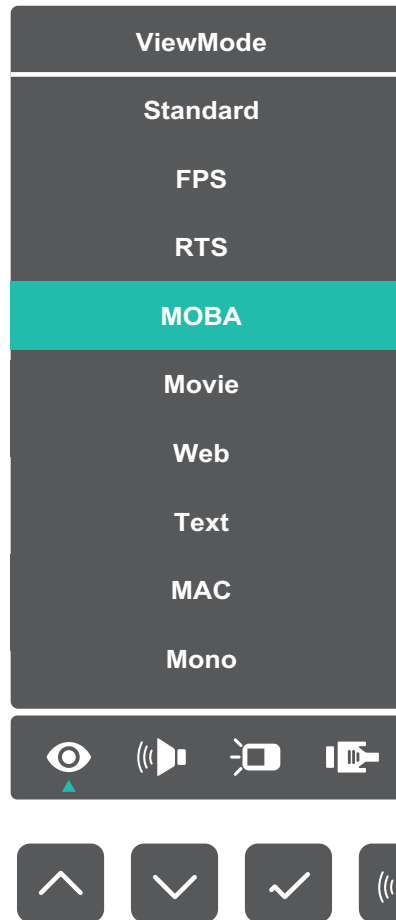 ViewMode
Standard
FPS
RTS
MOBA
Movie
Web
Text
MAC
Mono